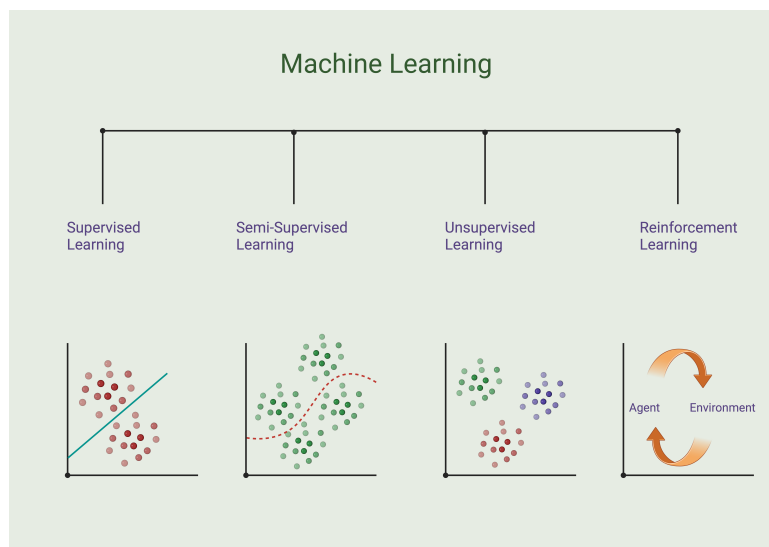 Machine Learning
Supervised
Learning
Semi-Supervised
Learning
Unsupervised
Learning
Reinforcement
Learning
Agent
Environment